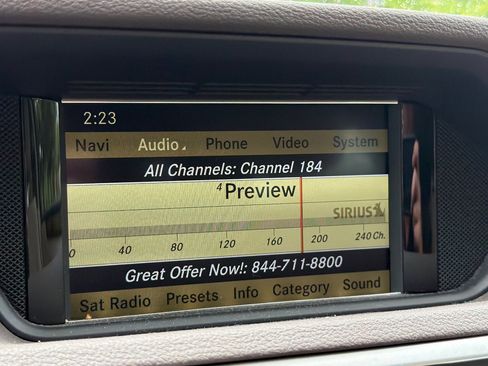 2:23
Navi Audio Phone Video System
All Channels: Channel 184
4 Preview
SIRIUS
0 40 80 120 160 200 240 Ch.
Great Offer Now!: 844-711-8800
Sat Radio Presets Info Category Sound